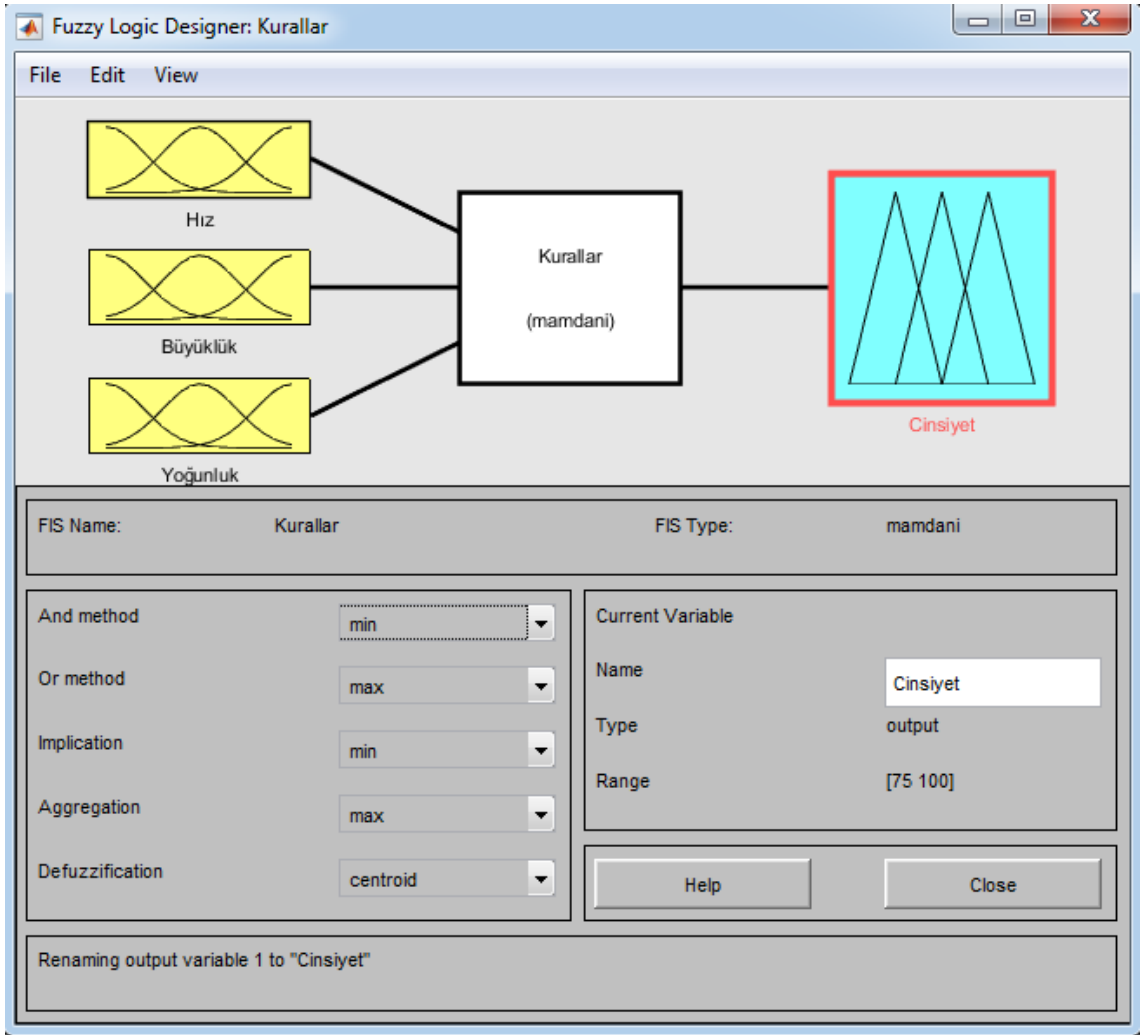 Fuzzy Logic Designer: Kurallar
File Edit View
Hız
Büyüklük
Yoğunluk
Kurallar
(mamdani)
Cinsiyet
FIS Name: Kurallar FIS Type: mamdani
And method min
Or method max
Implication min
Aggregation max
Defuzzification centroid
Current Variable
Name Cinsiyet
Type output
Range [75 100]
Help Close
Renaming output variable 1 to "Cinsiyet"